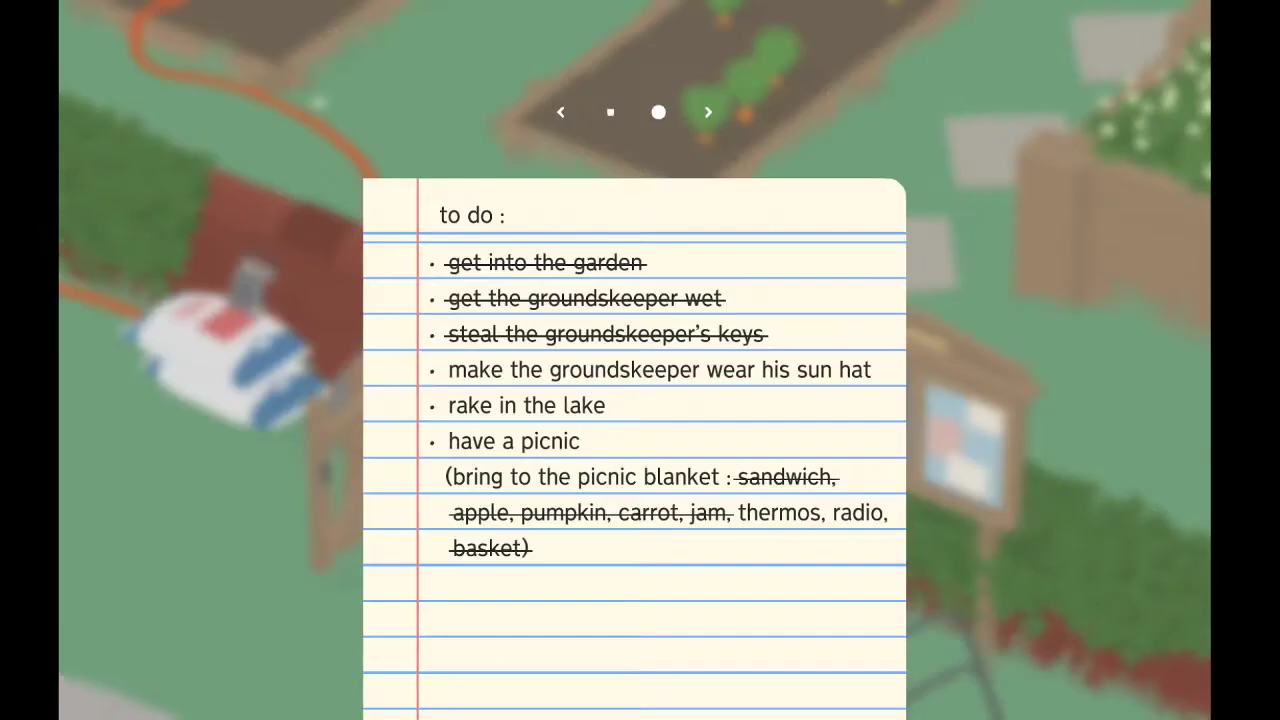 to do :
· get into the garden
· get the groundskeeper wet
· steal the groundskeeper's keys
· make the groundskeeper wear his sun hat
· rake in the lake
· have a picnic
(bring to the picnic blanket : sandwich,
apple, pumpkin, carrot, jam, thermos, radio,
basket)